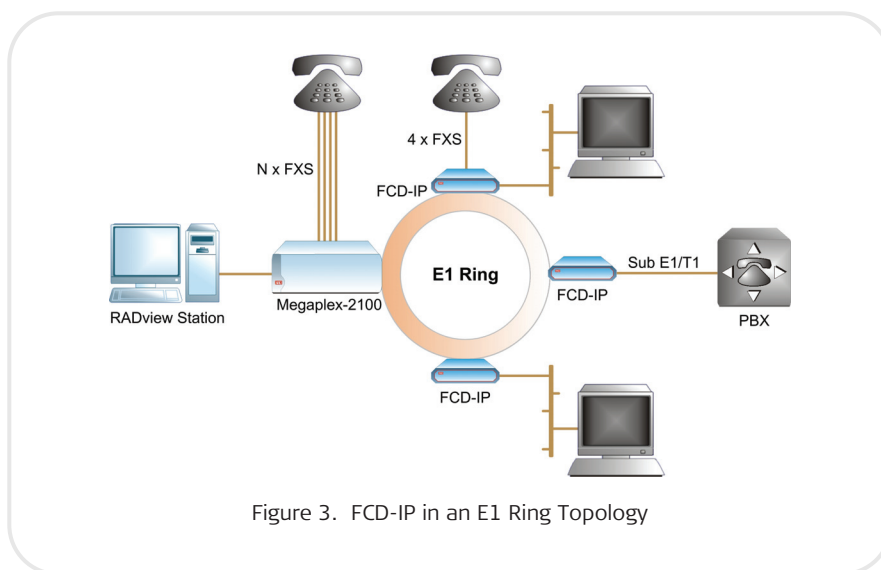 N x FXS
4 x FXS
FCD-IP
E1 Ring
Sub E1/T1
FCD-IP
PBX
RADview Station
Megaplex-2100
FCD-IP
Figure 3. FCD-IP in an E1 Ring Topology